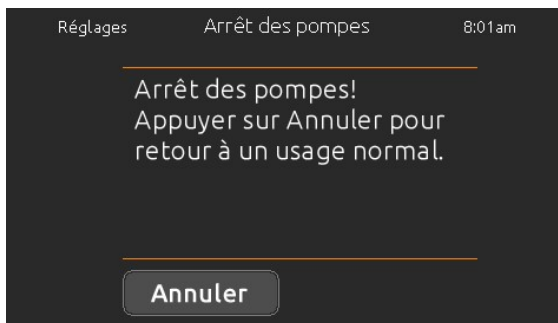 Réglages Arrêt des pompes 8:01am
Arrêt des pompes!
Appuyer sur Annuler pour
retour à un usage normal.
Annuler